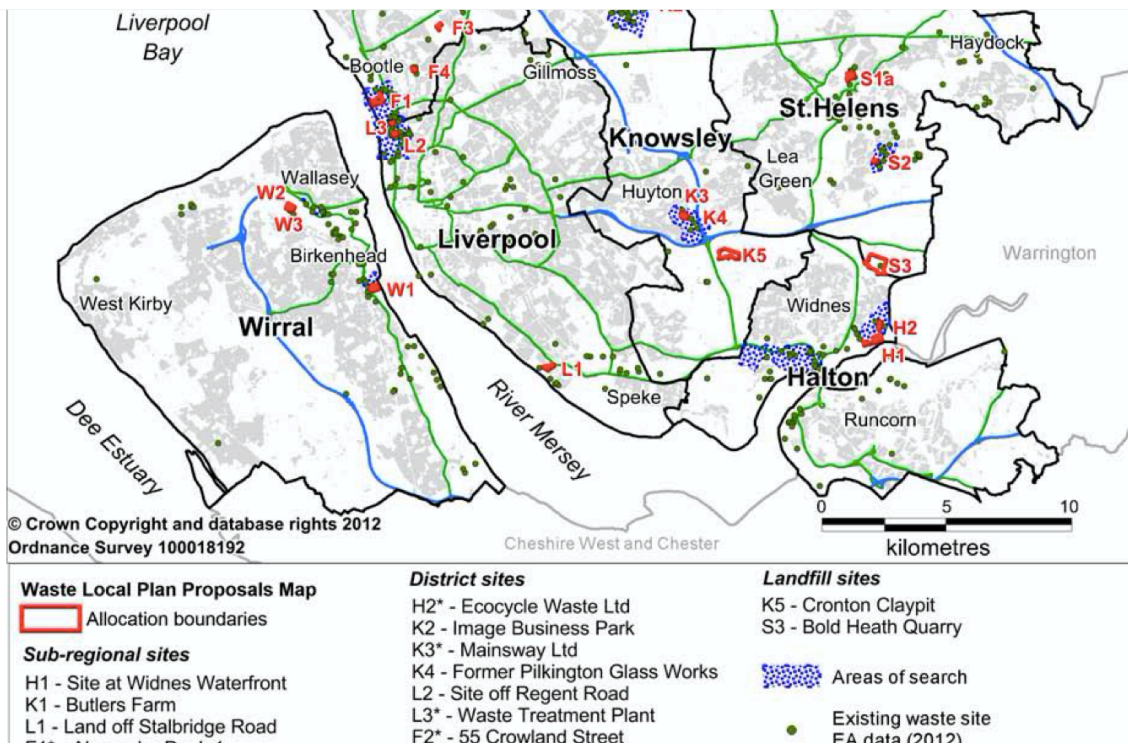 Liverpool
Bay
F3
Haydock
Bootle
F4
Gillmoss
S1a
F1
St.Helens
L3
L2
Knowsley
Lea
Green
S2
Wallasey
W2
W3
Huyton
K3
K4
Liverpool
Birkenhead
K5
S3
Warrington
West Kirby
W1
Widnes
Wirral
H2
H1
L1
Halton
Speke
Runcorn
River Mersey
Dee Estuary
0 5 10
kilometres
© Crown Copyright and database rights 2012
Ordnance Survey 100018192
Cheshire West and Chester
Waste Local Plan Proposals Map
Allocation boundaries
Sub-regional sites
H1 - Site at Widnes Waterfront
K1 - Butlers Farm
L1 - Land off Stalbridge Road
District sites
H2* - Ecocycle Waste Ltd
K2 - Image Business Park
K3* - Mainsway Ltd
K4 - Former Pilkington Glass Works
L2 - Site off Regent Road
L3* - Waste Treatment Plant
F2* - 55 Crowland Street
Landfill sites
K5 - Cronton Claypit
S3 - Bold Heath Quarry
Areas of search
Existing waste site
EA data (2012)